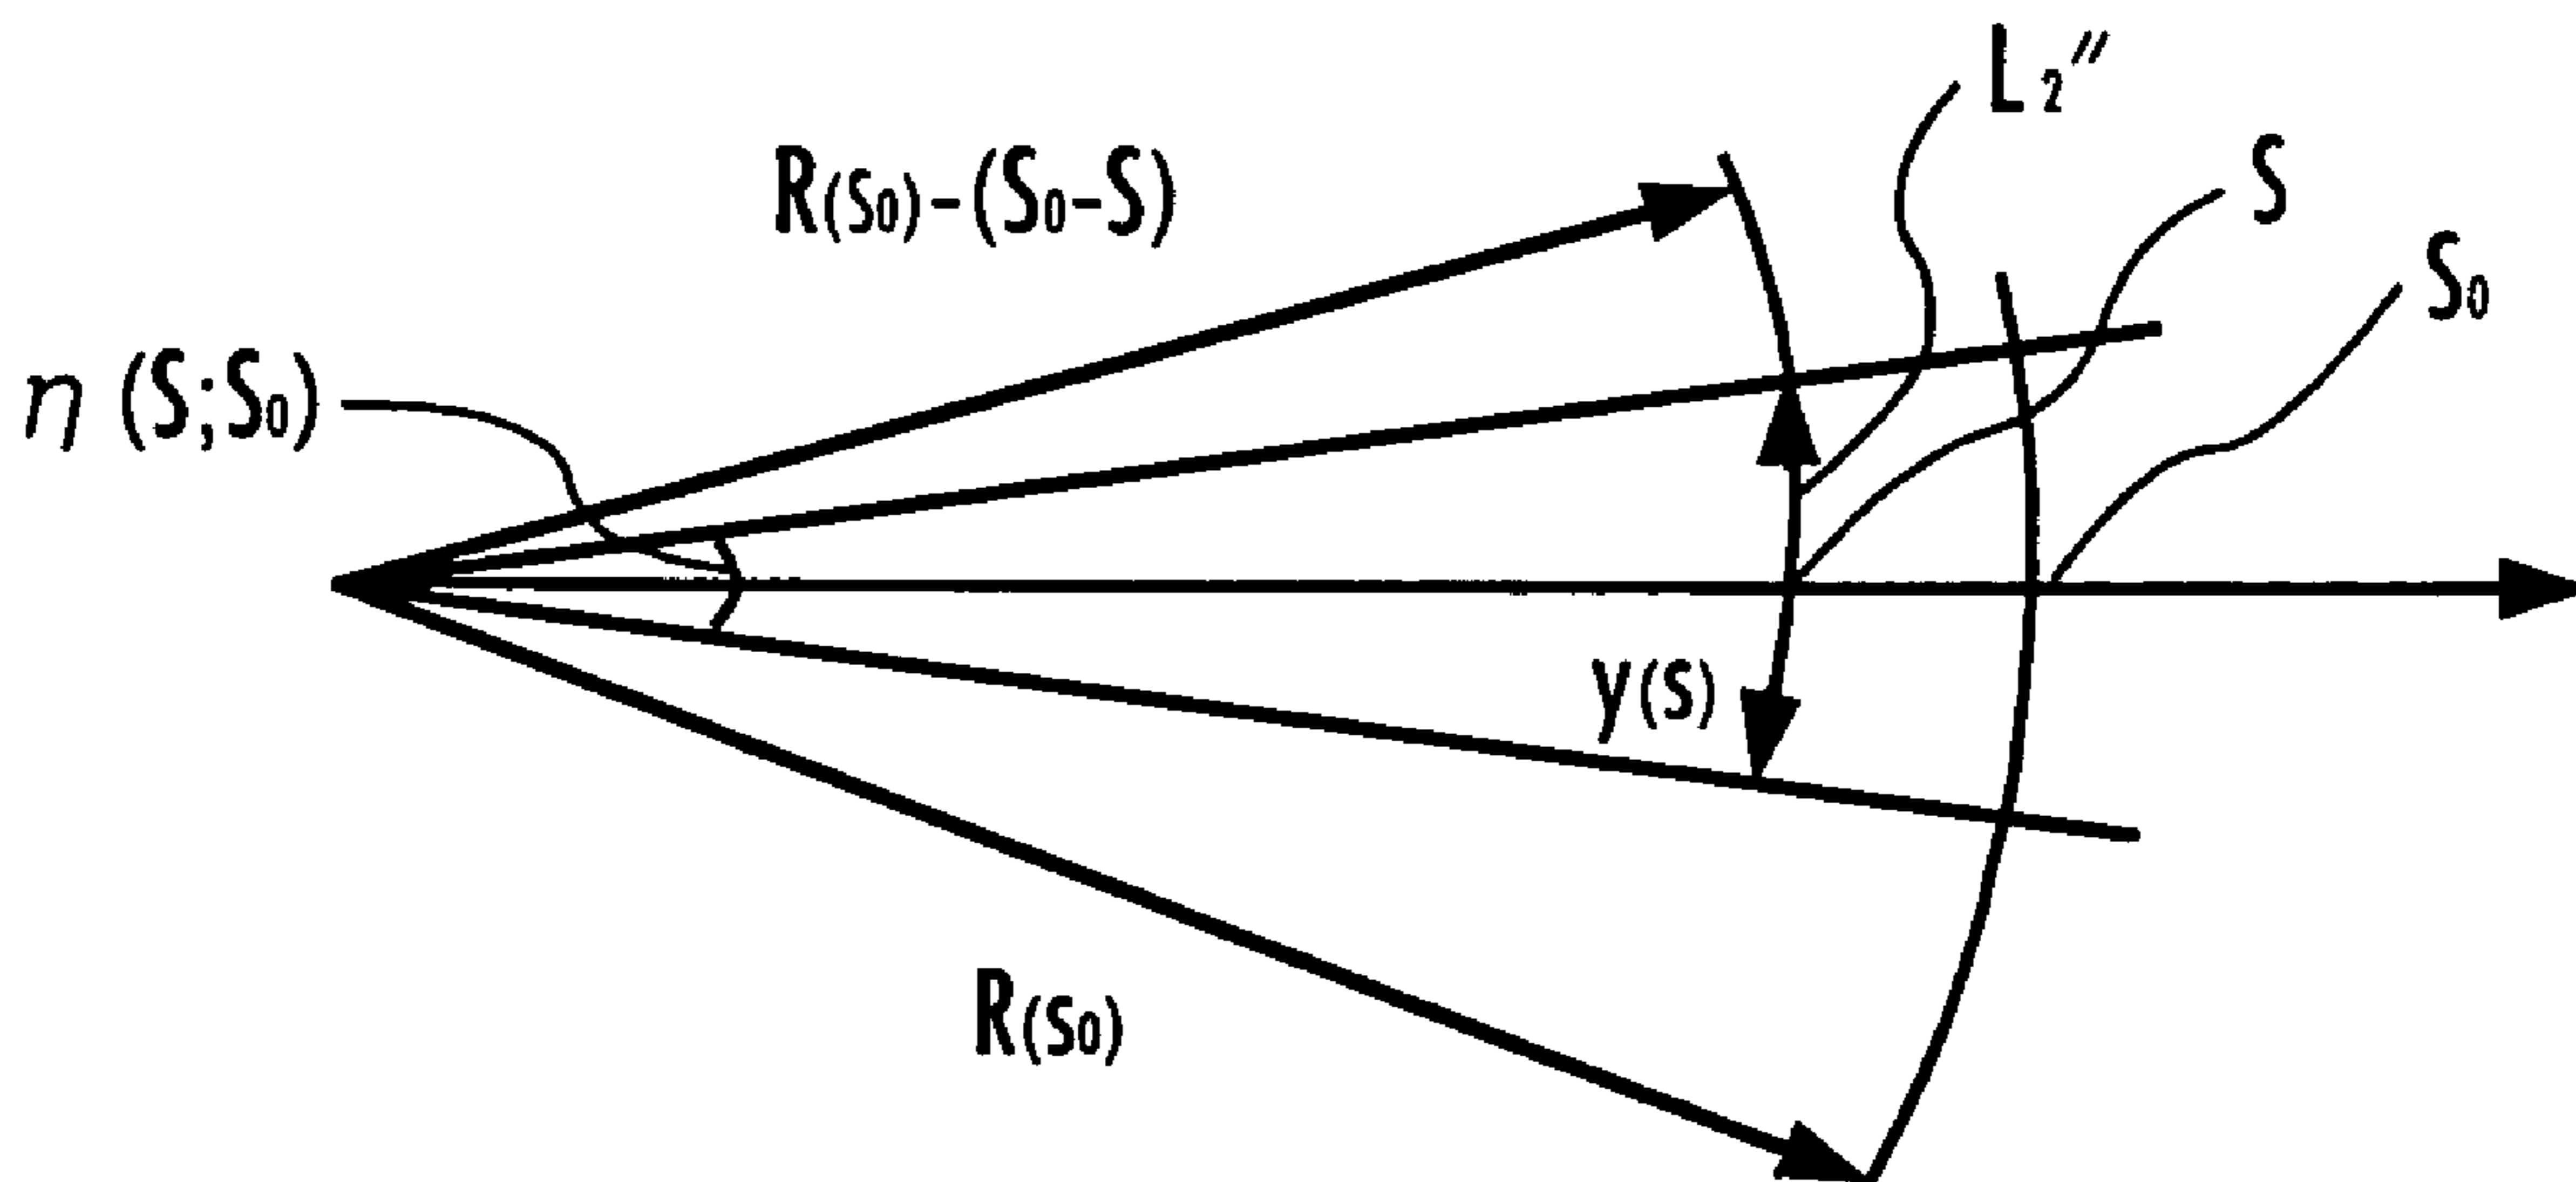 L₂″
R(S₀)-(S₀-S)
S
S₀
η (S;S₀)
y(s)
R(S₀)